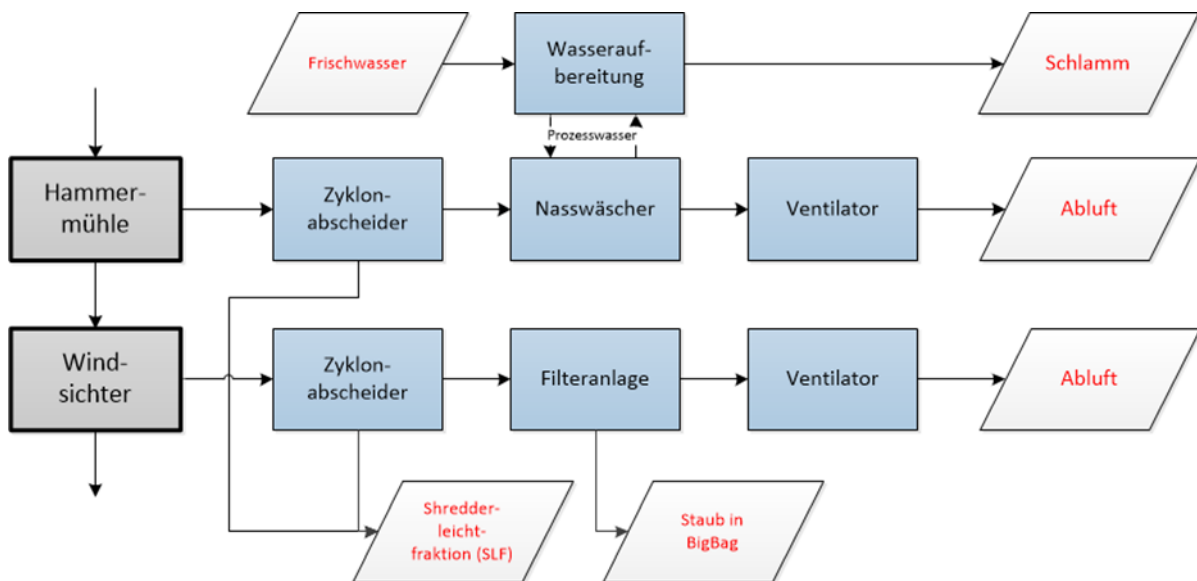 Frischwasser
Wasserauf-
bereitung
Schlamm
Prozesswasser
Hammer-
mühle
Zyklon-
abscheider
Nasswäscher
Ventilator
Abluft
Wind-
sichter
Zyklon-
abscheider
Filteranlage
Ventilator
Abluft
Shredder-
leicht-
fraktion (SLF)
Staub in
BigBag